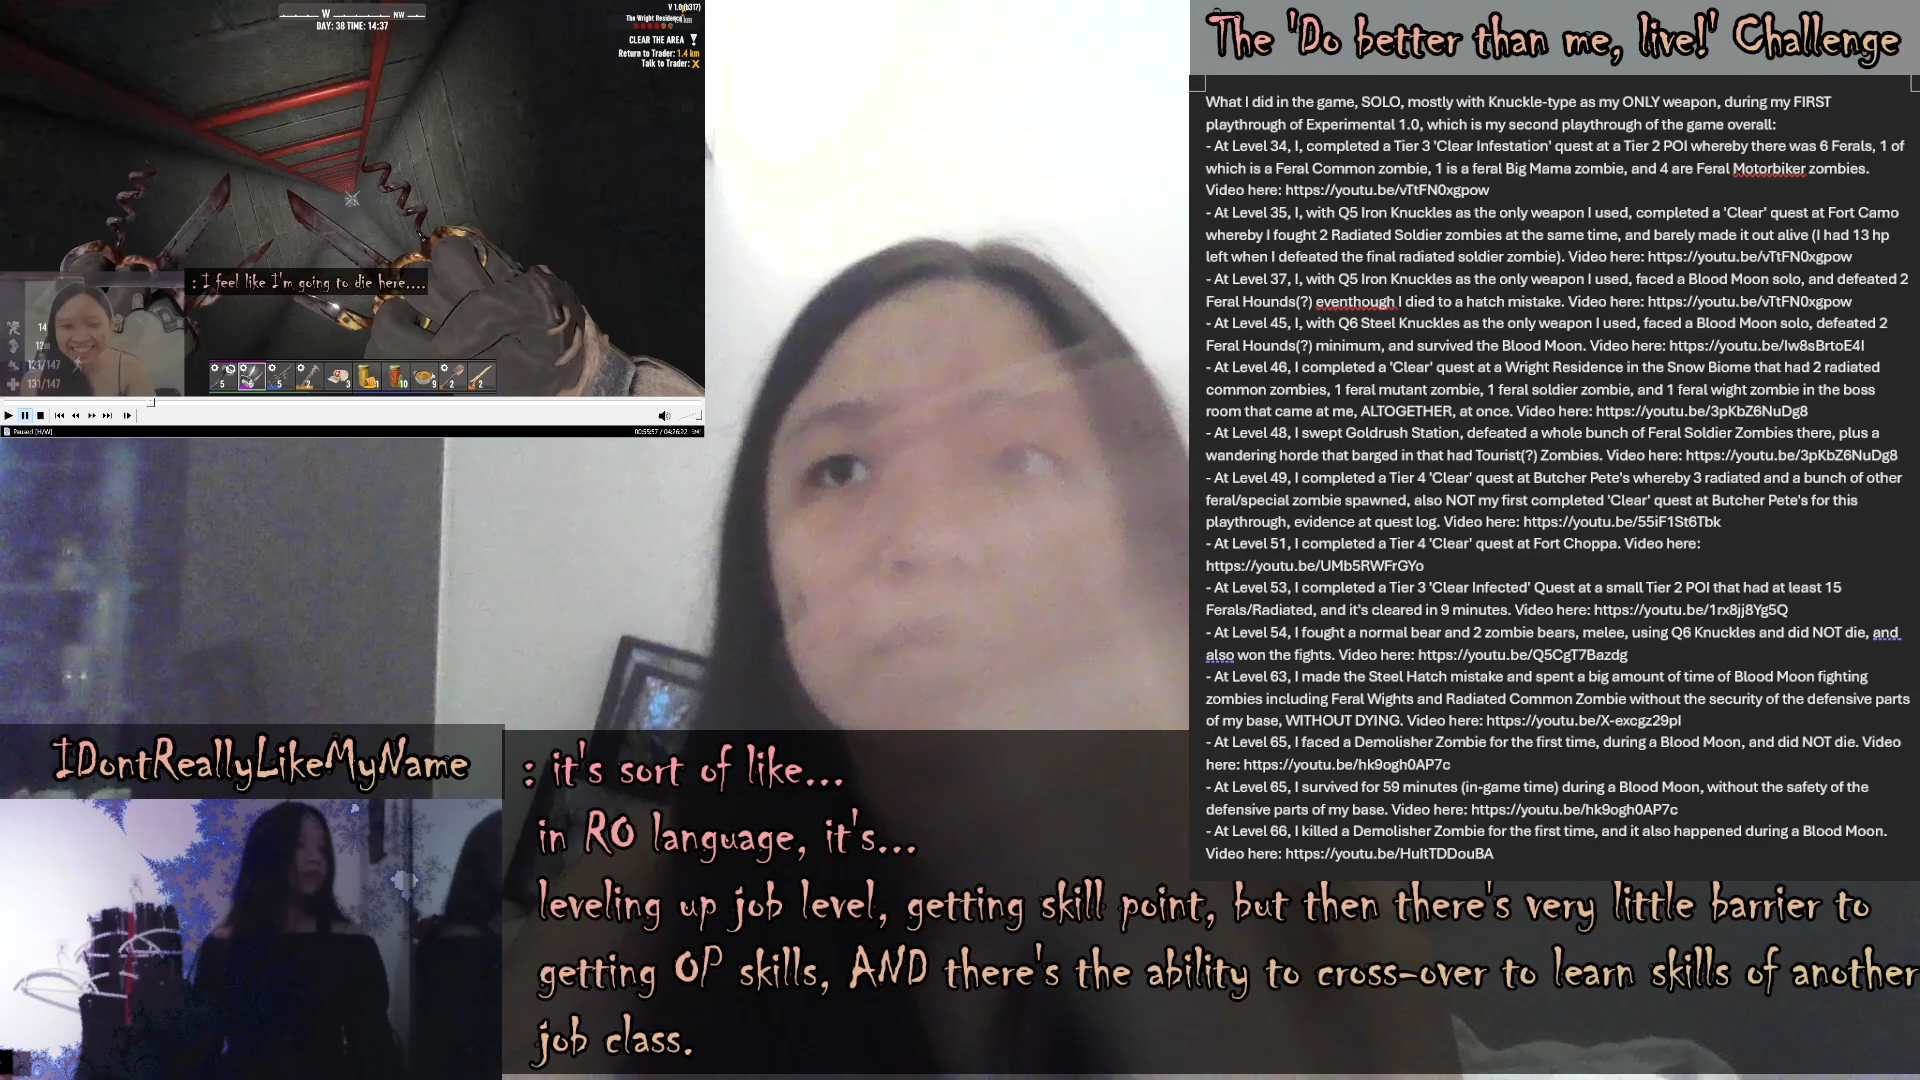 W
NW
DAY: 38 TIME: 14:37
The Wright Residence
CLEAR THE AREA
Return to Trader: 1.4 km
Talk to Trader:
: I feel like I'm going to die here....
14
12
121/147
131/147
5
6
5
2
3
1
10
9
2
2
Paused [H/W]
00:55:57 / 04:26:22
The 'Do better than me, live!' Challenge
What I did in the game, SOLO, mostly with Knuckle-type as my ONLY weapon, during my FIRST
playthrough of Experimental 1.0, which is my second playthrough of the game overall:
- At Level 34, I, completed a Tier 3 'Clear Infestation' quest at a Tier 2 POI whereby there was 6 Ferals, 1 of
which is a Feral Common zombie, 1 is a feral Big Mama zombie, and 4 are Feral Motorbiker zombies.
Video here: https://youtu.be/vTtFN0xgpow
- At Level 35, I, with Q5 Iron Knuckles as the only weapon I used, completed a 'Clear' quest at Fort Camo
whereby I fought 2 Radiated Soldier zombies at the same time, and barely made it out alive (I had 13 hp
left when I defeated the final radiated soldier zombie). Video here: https://youtu.be/vTtFN0xgpow
- At Level 37, I, with Q5 Iron Knuckles as the only weapon I used, faced a Blood Moon solo, and defeated 2
Feral Hounds(?) eventhough I died to a hatch mistake. Video here: https://youtu.be/vTtFN0xgpow
- At Level 45, I, with Q6 Steel Knuckles as the only weapon I used, faced a Blood Moon solo, defeated 2
Feral Hounds(?) minimum, and survived the Blood Moon. Video here: https://youtu.be/Iw8sBrtoE4I
- At Level 46, I completed a 'Clear' quest at a Wright Residence in the Snow Biome that had 2 radiated
common zombies, 1 feral mutant zombie, 1 feral soldier zombie, and 1 feral wight zombie in the boss
room that came at me, ALTOGETHER, at once. Video here: https://youtu.be/3pKbZ6NuDg8
- At Level 48, I swept Goldrush Station, defeated a whole bunch of Feral Soldier Zombies there, plus a
wandering horde that barged in that had Tourist(?) Zombies. Video here: https://youtu.be/3pKbZ6NuDg8
- At Level 49, I completed a Tier 4 'Clear' quest at Butcher Pete's whereby 3 radiated and a bunch of other
feral/special zombie spawned, also NOT my first completed 'Clear' quest at Butcher Pete's for this
playthrough, evidence at quest log. Video here: https://youtu.be/55iF1St6Tbk
- At Level 51, I completed a Tier 4 'Clear' quest at Fort Choppa. Video here:
https://youtu.be/UMb5RWFrGYo
- At Level 53, I completed a Tier 3 'Clear Infected' Quest at a small Tier 2 POI that had at least 15
Ferals/Radiated, and it's cleared in 9 minutes. Video here: https://youtu.be/1rx8jj8Yg5Q
- At Level 54, I fought a normal bear and 2 zombie bears, melee, using Q6 Knuckles and did NOT die, and
also won the fights. Video here: https://youtu.be/Q5CgT7Bazdg
- At Level 63, I made the Steel Hatch mistake and spent a big amount of time of Blood Moon fighting
zombies including Feral Wights and Radiated Common Zombie without the security of the defensive parts
of my base, WITHOUT DYING. Video here: https://youtu.be/X-excgz29pI
- At Level 65, I faced a Demolisher Zombie for the first time, during a Blood Moon, and did NOT die. Video
here: https://youtu.be/hk9ogh0AP7c
- At Level 65, I survived for 59 minutes (in-game time) during a Blood Moon, without the safety of the
defensive parts of my base. Video here: https://youtu.be/hk9ogh0AP7c
- At Level 66, I killed a Demolisher Zombie for the first time, and it also happened during a Blood Moon.
Video here: https://youtu.be/HuItTDDouBA
IDontReallyLikeMyName
: it's sort of like...
in RO language, it's...
leveling up job level, getting skill point, but then there's very little barrier to
getting OP skills, AND there's the ability to cross-over to learn skills of another
job class.